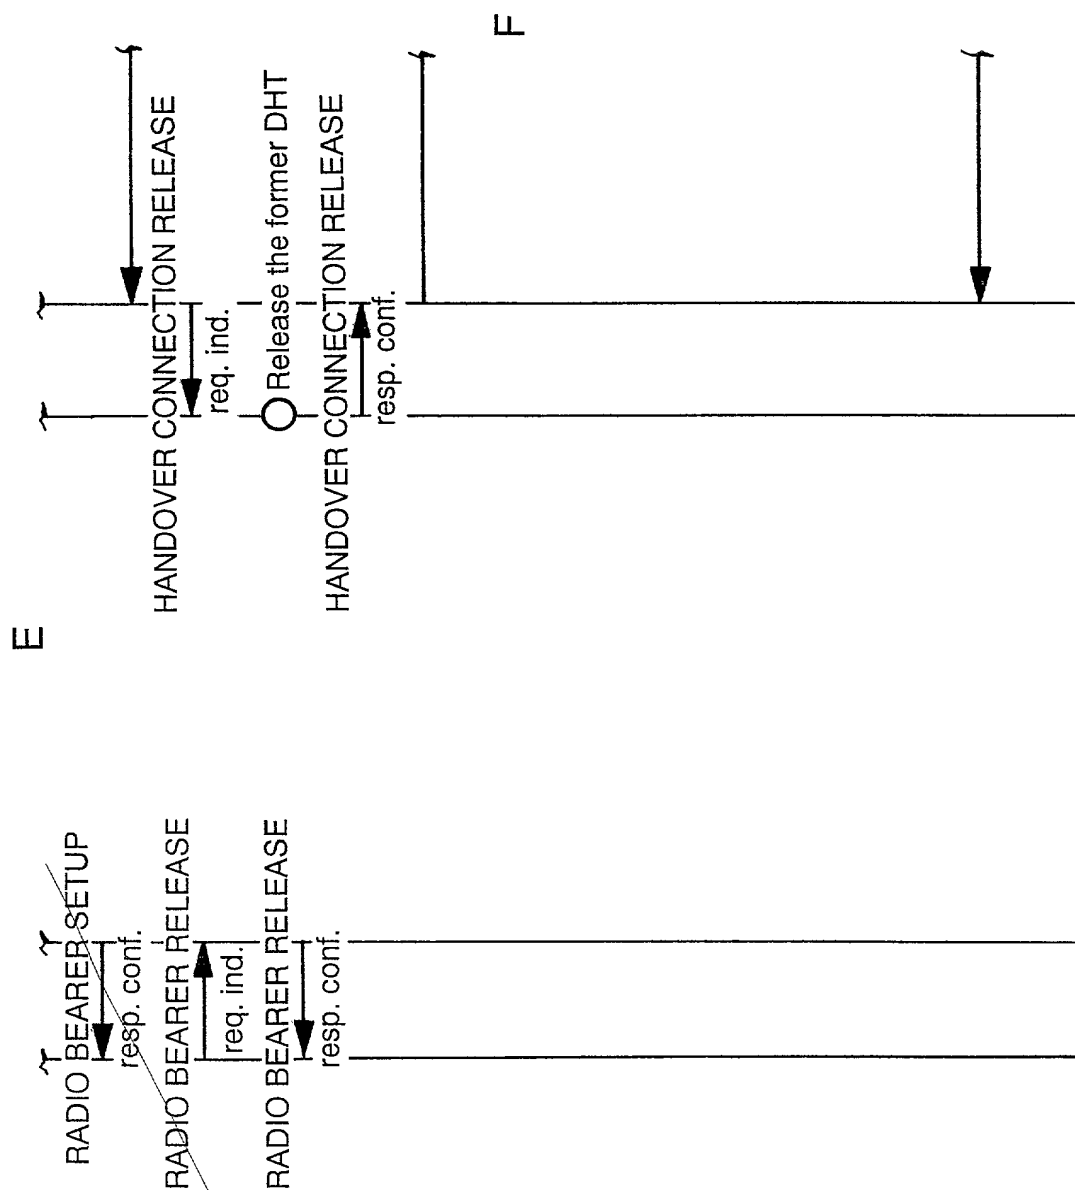 RADIO BEARER SETUP
resp. conf.
RADIO BEARER RELEASE
req. ind.
RADIO BEARER RELEASE
resp. conf.
E
HANDOVER CONNECTION RELEASE
req. ind.
Release the former DHT
HANDOVER CONNECTION RELEASE
resp. conf.
F